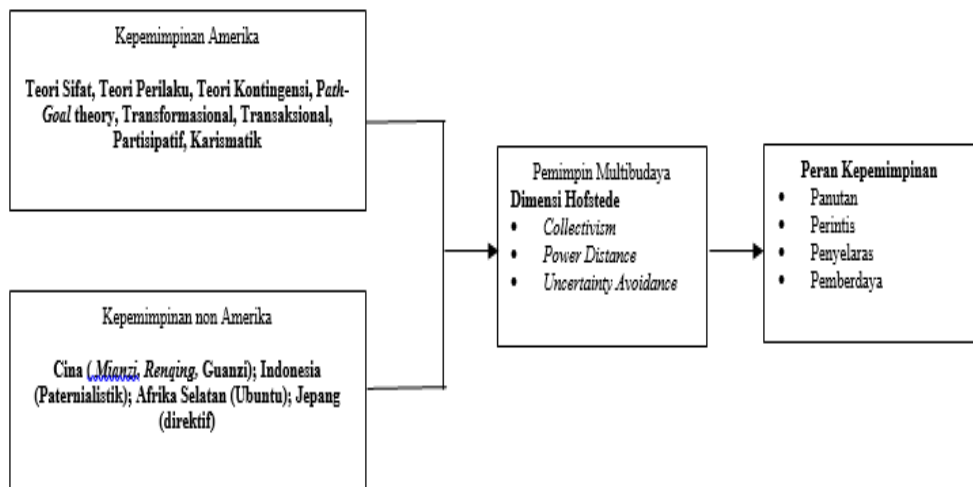 Kepemimpinan Amerika
Teori Sifat, Teori Perilaku, Teori Kontingensi, Path-
Goal theory, Transformasional, Transaksional,
Partisipatif, Karismatik
Kepemimpinan non Amerika
Cina ( Mianzi, Renqing, Guanzi); Indonesia
(Paternialistik); Afrika Selatan (Ubuntu); Jepang
(direktif)
Pemimpin Multibudaya
Dimensi Hofstede
• Collectivism
• Power Distance
• Uncertainty Avoidance
Peran Kepemimpinan
• Panutan
• Perintis
• Penyelaras
• Pemberdaya